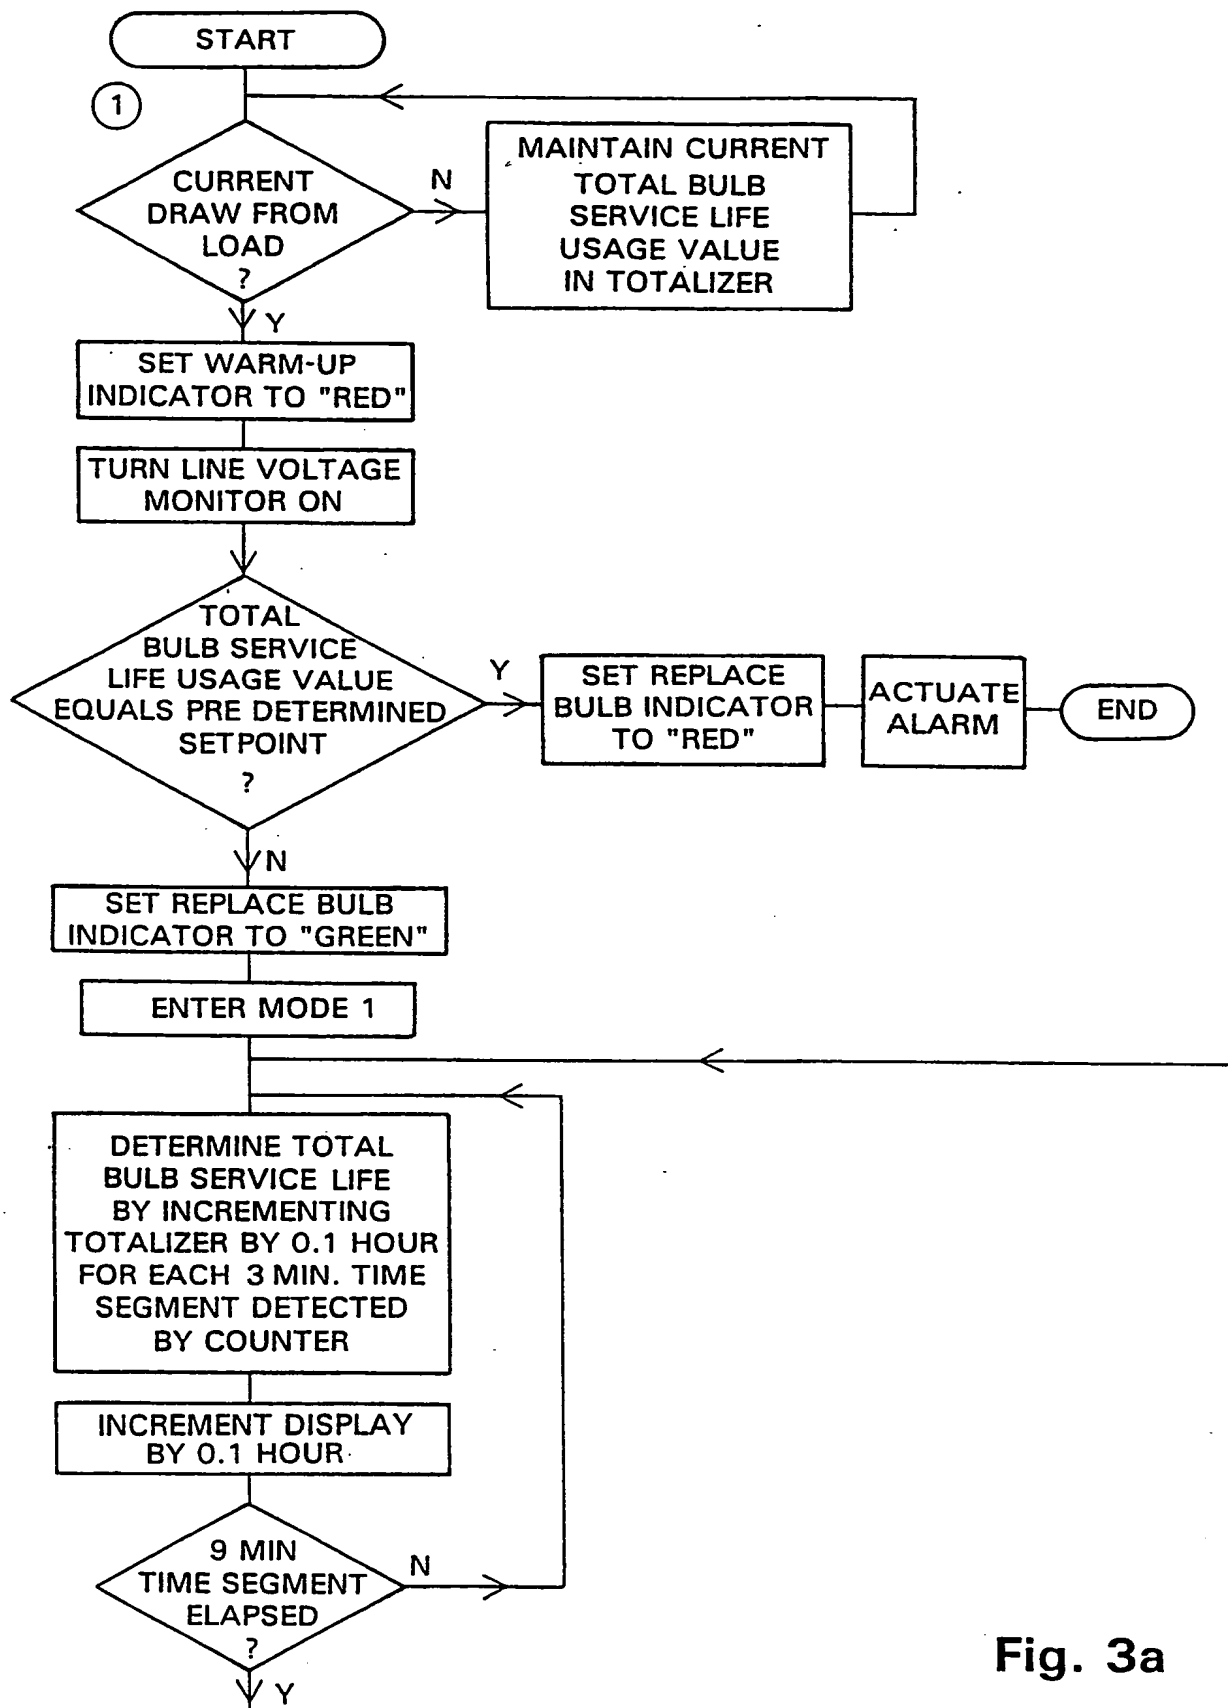 START
1
CURRENT
DRAW FROM
LOAD
?
N
MAINTAIN CURRENT
TOTAL BULB
SERVICE LIFE
USAGE VALUE
IN TOTALIZER
Y
SET WARM-UP
INDICATOR TO "RED"
TURN LINE VOLTAGE
MONITOR ON
TOTAL
BULB SERVICE
LIFE USAGE VALUE
EQUALS PRE DETERMINED
SETPOINT
?
Y
SET REPLACE
BULB INDICATOR
TO "RED"
ACTUATE
ALARM
END
N
SET REPLACE BULB
INDICATOR TO "GREEN"
ENTER MODE 1
DETERMINE TOTAL
BULB SERVICE LIFE
BY INCREMENTING
TOTALIZER BY 0.1 HOUR
FOR EACH 3 MIN. TIME
SEGMENT DETECTED
BY COUNTER
INCREMENT DISPLAY
BY 0.1 HOUR
9 MIN
TIME SEGMENT
ELAPSED
?
N
Y
Fig. 3a